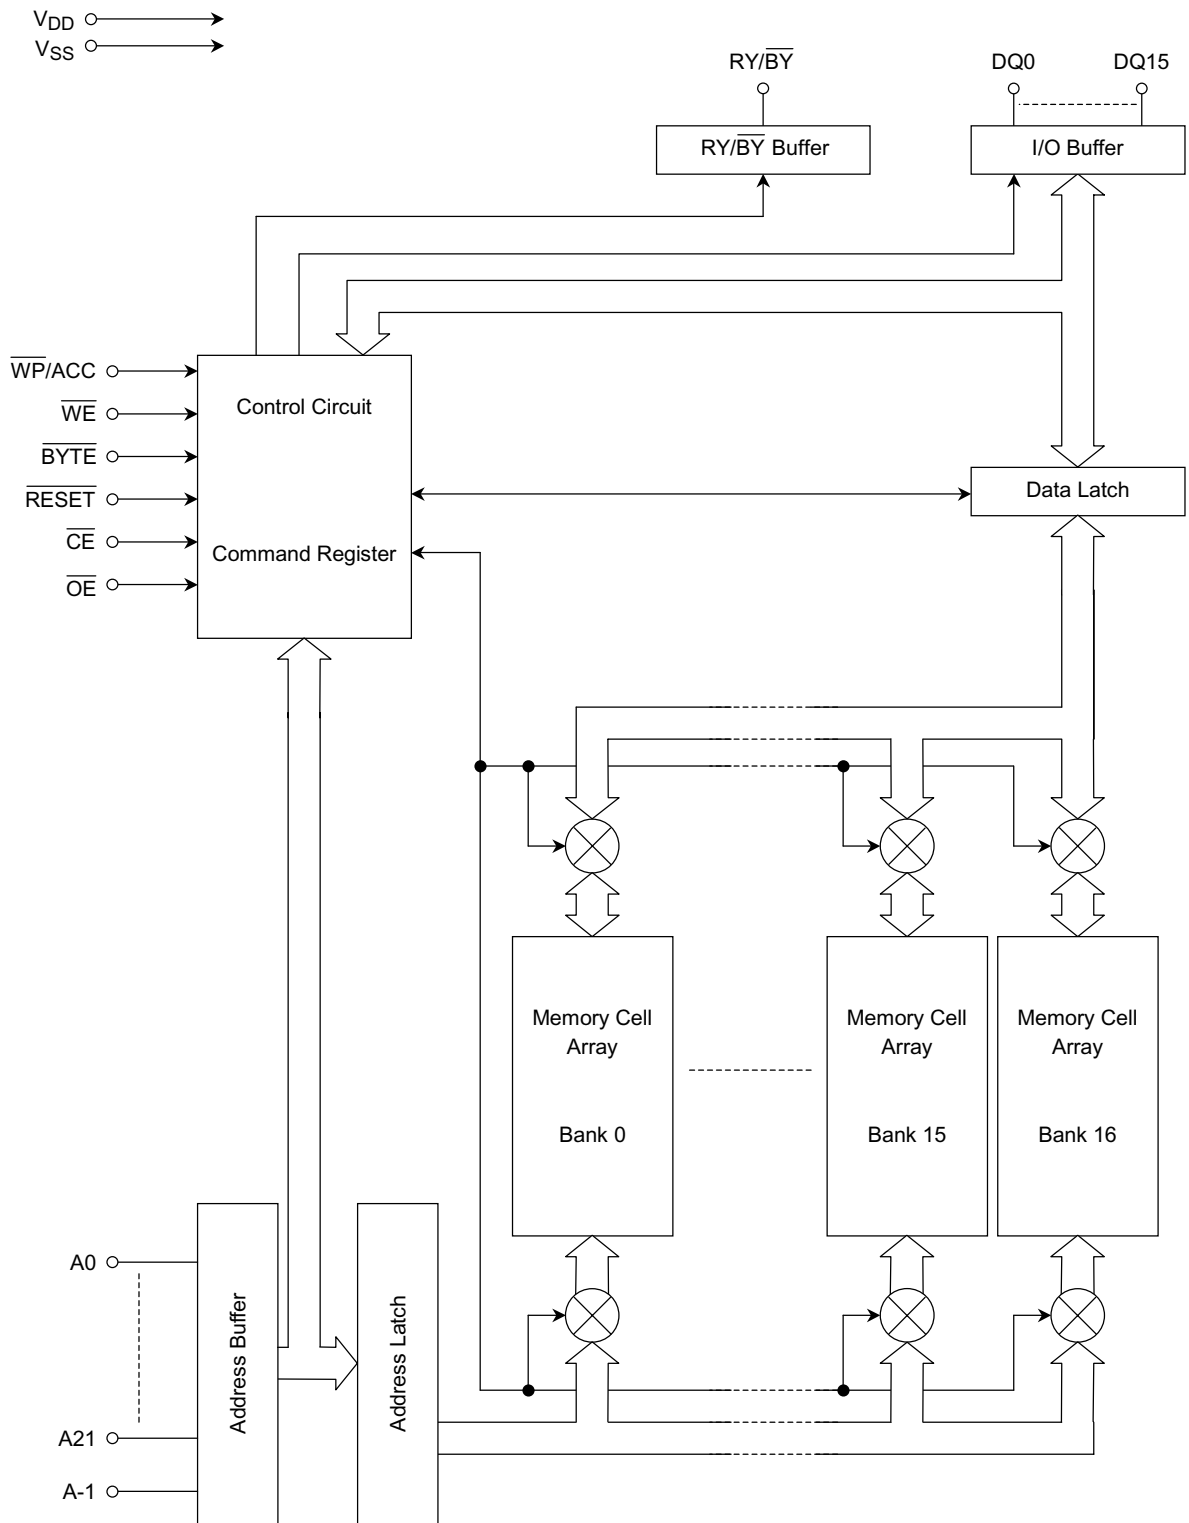 VDD
VSS
RY/BY
DQ0
DQ15
RY/BY Buffer
I/O Buffer
WP/ACC
WE
BYTE
RESET
CE
OE
Control Circuit
Command Register
Data Latch
Memory Cell
Array
Bank 0
Memory Cell
Array
Bank 15
Memory Cell
Array
Bank 16
A0
A21
A-1
Address Buffer
Address Latch